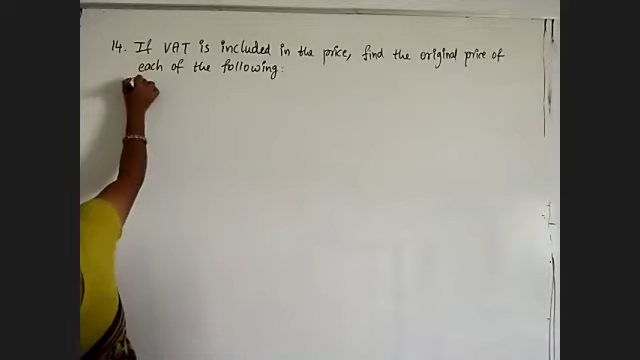 14. If VAT is included in the price, find the original price of
each of the following: